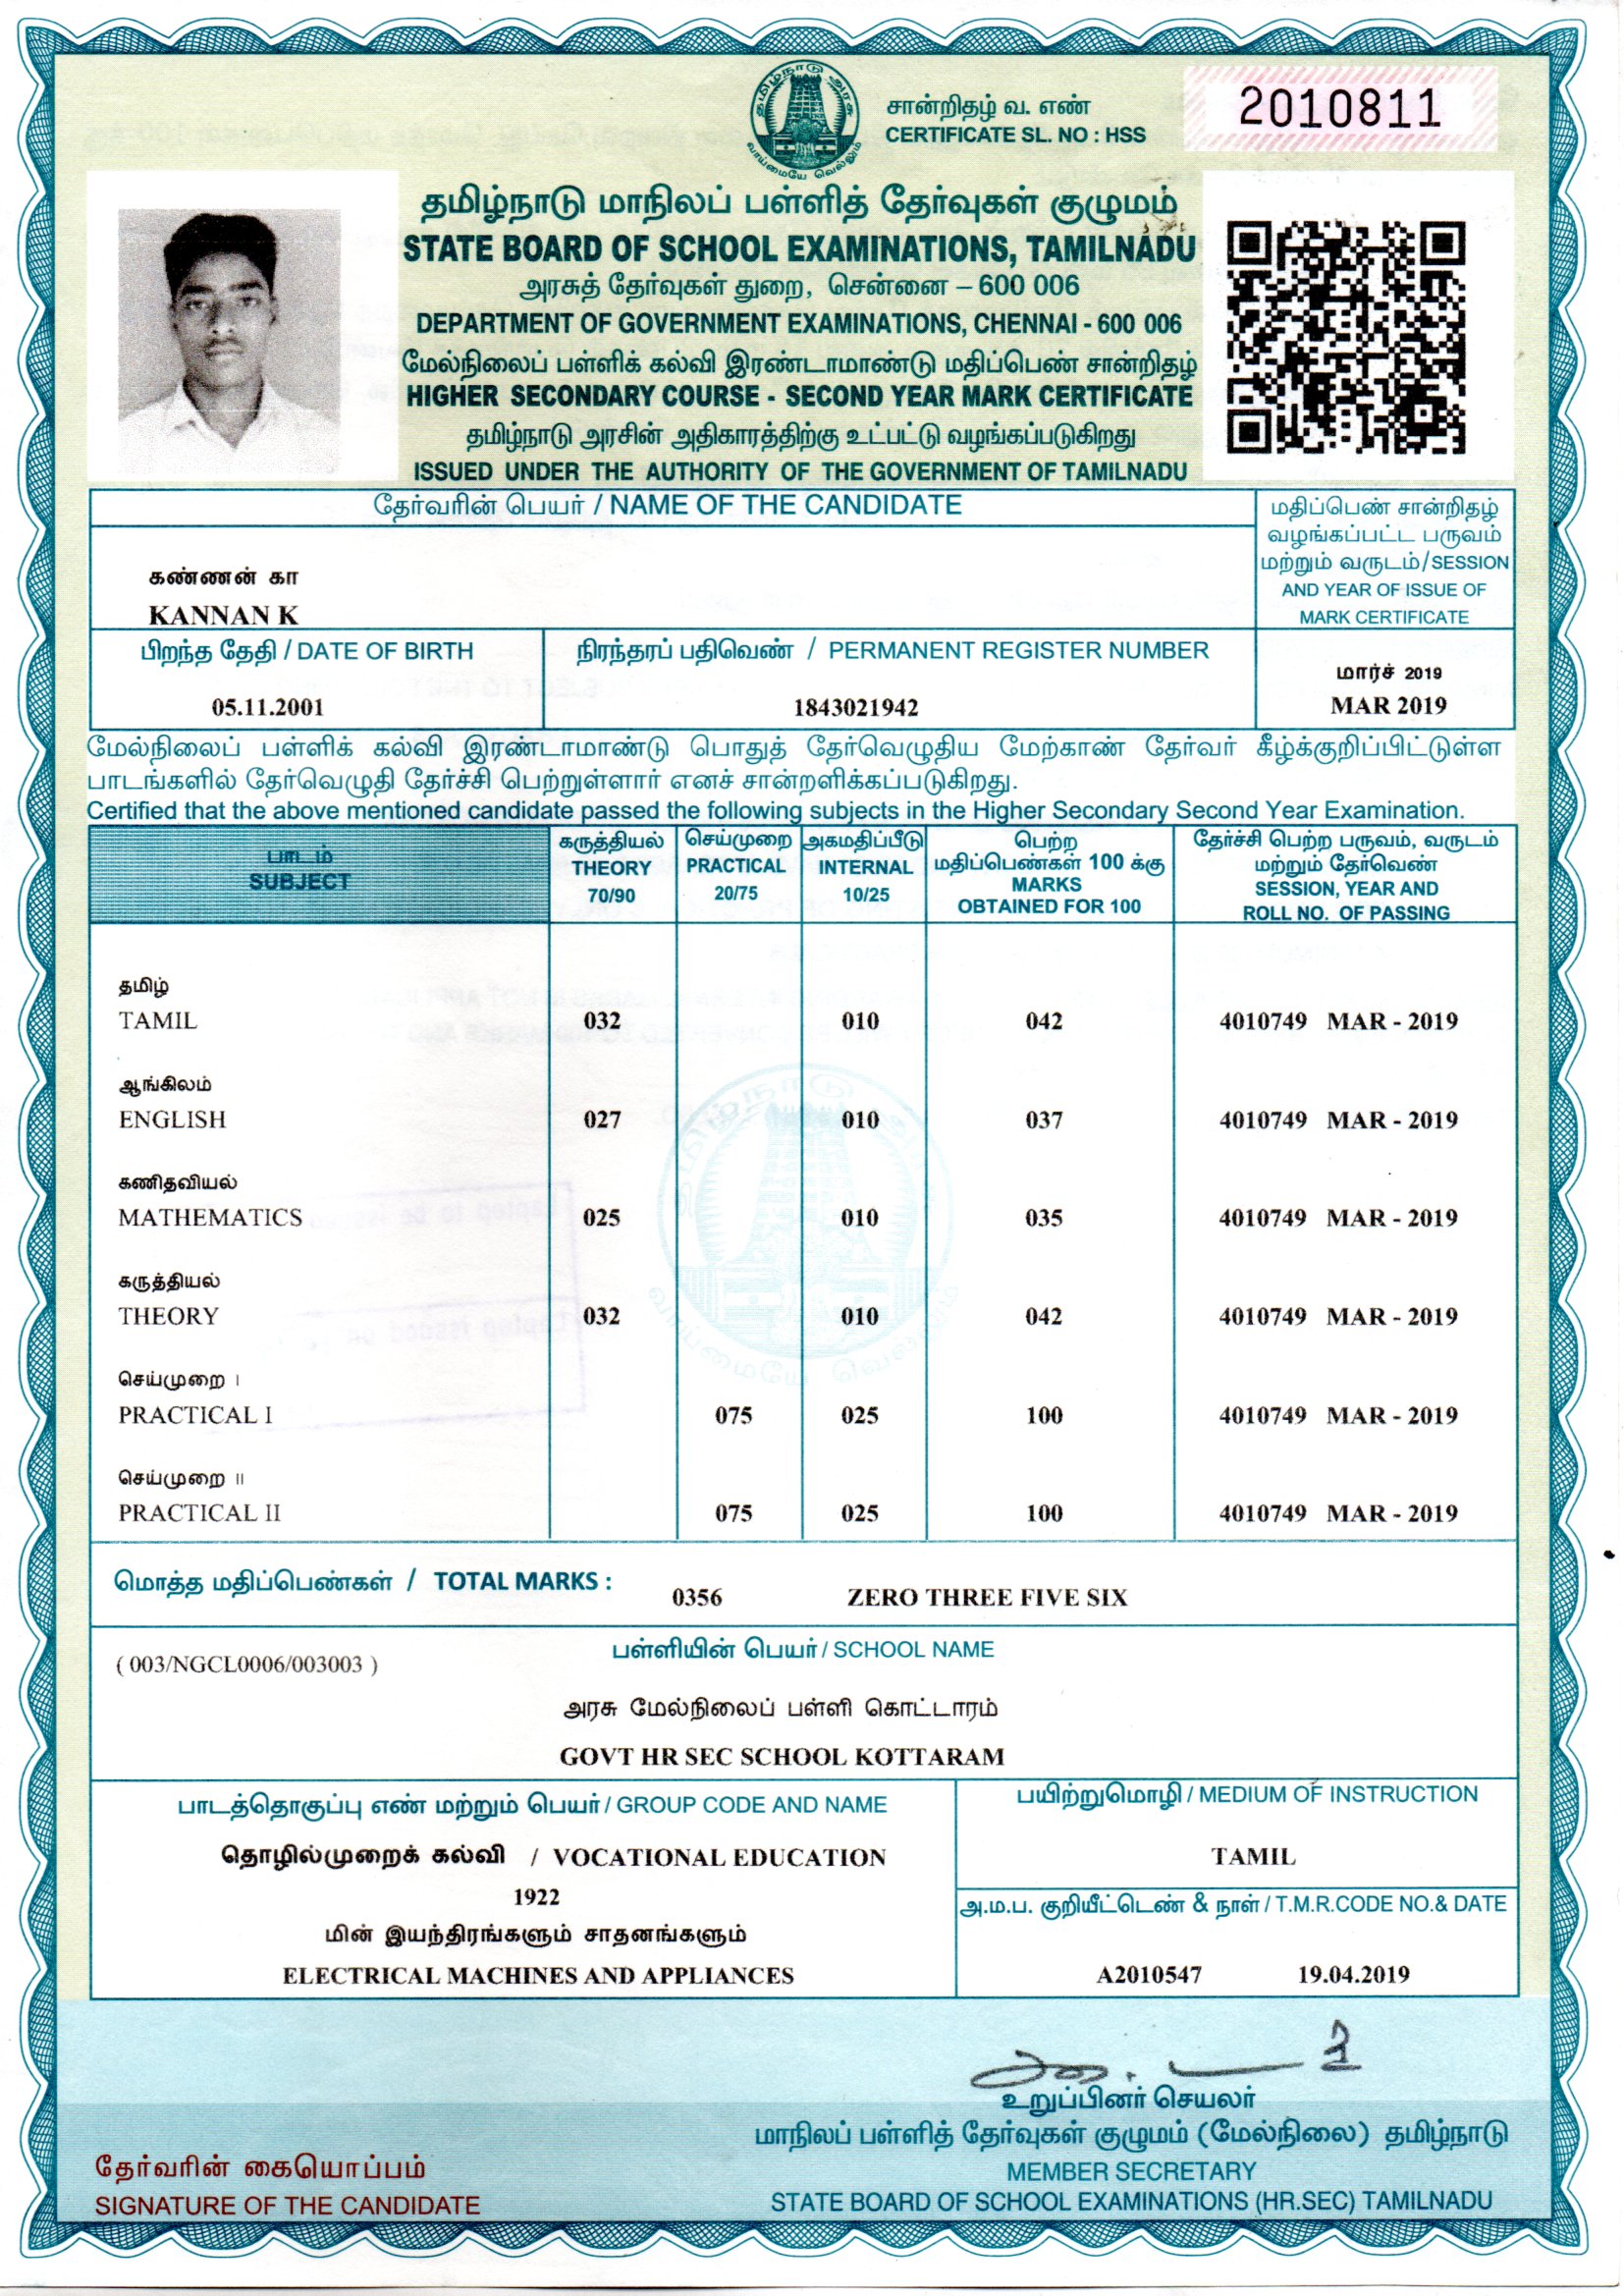 தமிழ்நாடு அரசு
வாய்மையே வெல்லும்
சான்றிதழ் வ. எண்
CERTIFICATE SL. NO : HSS
2010811
தமிழ்நாடு மாநிலப் பள்ளித் தேர்வுகள் குழுமம்
STATE BOARD OF SCHOOL EXAMINATIONS, TAMILNADU
அரசுத் தேர்வுகள் துறை, சென்னை – 600 006
DEPARTMENT OF GOVERNMENT EXAMINATIONS, CHENNAI - 600 006
மேல்நிலைப் பள்ளிக் கல்வி இரண்டாமாண்டு மதிப்பெண் சான்றிதழ்
HIGHER SECONDARY COURSE - SECOND YEAR MARK CERTIFICATE
தமிழ்நாடு அரசின் அதிகாரத்திற்கு உட்பட்டு வழங்கப்படுகிறது
ISSUED UNDER THE AUTHORITY OF THE GOVERNMENT OF TAMILNADU
தேர்வரின் பெயர் / NAME OF THE CANDIDATE
கண்ணன் கா
KANNAN K
மதிப்பெண் சான்றிதழ்
வழங்கப்பட்ட பருவம்
மற்றும் வருடம்/SESSION
AND YEAR OF ISSUE OF
MARK CERTIFICATE
பிறந்த தேதி / DATE OF BIRTH
05.11.2001
நிரந்தரப் பதிவெண் / PERMANENT REGISTER NUMBER
1843021942
மார்ச் 2019
MAR 2019
மேல்நிலைப் பள்ளிக் கல்வி இரண்டாமாண்டு பொதுத் தேர்வெழுதிய மேற்காண் தேர்வர் கீழ்க்குறிப்பிட்டுள்ள
பாடங்களில் தேர்வெழுதி தேர்ச்சி பெற்றுள்ளார் எனச் சான்றளிக்கப்படுகிறது.
Certified that the above mentioned candidate passed the following subjects in the Higher Secondary Second Year Examination.
பாடம்
SUBJECT
கருத்தியல்
THEORY
70/90
செய்முறை
PRACTICAL
20/75
அகமதிப்பீடு
INTERNAL
10/25
பெற்ற
மதிப்பெண்கள் 100 க்கு
MARKS
OBTAINED FOR 100
தேர்ச்சி பெற்ற பருவம், வருடம்
மற்றும் தேர்வெண்
SESSION, YEAR AND
ROLL NO. OF PASSING
தமிழ்
TAMIL 032 010 042 4010749 MAR - 2019
ஆங்கிலம்
ENGLISH 027 010 037 4010749 MAR - 2019
கணிதவியல்
MATHEMATICS 025 010 035 4010749 MAR - 2019
கருத்தியல்
THEORY 032 010 042 4010749 MAR - 2019
செய்முறை I
PRACTICAL I 075 025 100 4010749 MAR - 2019
செய்முறை II
PRACTICAL II 075 025 100 4010749 MAR - 2019
மொத்த மதிப்பெண்கள் / TOTAL MARKS : 0356 ZERO THREE FIVE SIX
பள்ளியின் பெயர் / SCHOOL NAME
( 003/NGCL0006/003003 )
அரசு மேல்நிலைப் பள்ளி கொட்டாரம்
GOVT HR SEC SCHOOL KOTTARAM
பாடத்தொகுப்பு எண் மற்றும் பெயர் / GROUP CODE AND NAME
தொழில்முறைக் கல்வி / VOCATIONAL EDUCATION
1922
மின் இயந்திரங்களும் சாதனங்களும்
ELECTRICAL MACHINES AND APPLIANCES
பயிற்றுமொழி / MEDIUM OF INSTRUCTION
TAMIL
அ.ம.ப. குறியீட்டெண் & நாள் / T.M.R.CODE NO.& DATE
A2010547 19.04.2019
உறுப்பினர் செயலர்
மாநிலப் பள்ளித் தேர்வுகள் குழுமம் (மேல்நிலை) தமிழ்நாடு
MEMBER SECRETARY
STATE BOARD OF SCHOOL EXAMINATIONS (HR.SEC) TAMILNADU
தேர்வரின் கையொப்பம்
SIGNATURE OF THE CANDIDATE